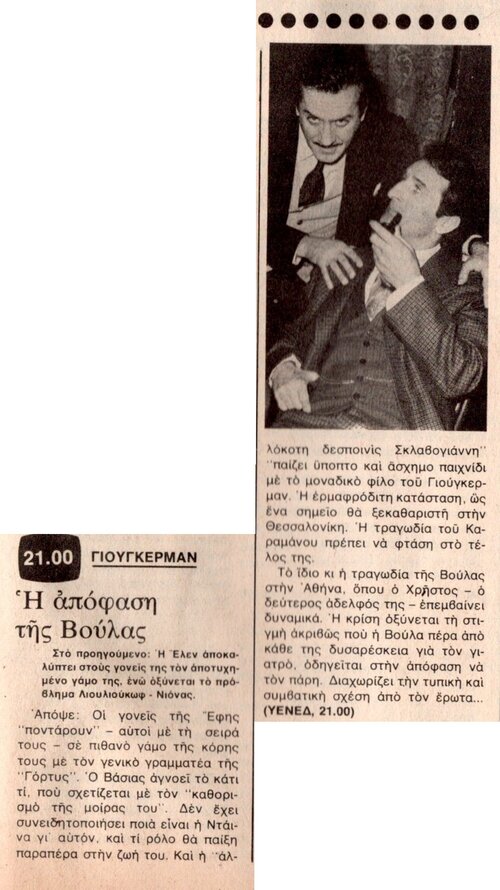 21.00 ΓΙΟΥΓΚΕΡΜΑΝ
Ἡ ἀπόφαση
τῆς Βούλας
Στό προηγούμενο: Ἡ Ἕλεν ἀποκα-
λύπτει στούς γονεῖς της τόν ἀποτυχη-
μένο γάμο της, ἐνῶ ὀξύνεται τό πρό-
βλημα Λιουλιούκωφ - Νιόνας.
Ἀπόψε: Οἱ γονεῖς τῆς Ἔφης
"ποντάρουν" – αὐτοί μέ τή σειρά
τους – σέ πιθανό γάμο τῆς κόρης
τους μέ τόν γενικό γραμματέα τῆς
"Γόρτυς". Ὁ Βάσιας ἀγνοεῖ τό κάτι
τί, πού σχετίζεται μέ τόν "καθορι-
σμό τῆς μοίρας του". Δέν ἔχει
συνειδητοποιήσει ποιά εἶναι ἡ Ντάι-
να γι' αὐτόν, καί τί ρόλο θά παίξη
παραπέρα στήν ζωή του. Καί ἡ "ἀλ-
λόκοτη δεσποινίς Σκλαβογιάννη"
"παίζει ὕποπτο καί ἄσχημο παιχνίδι
μέ τό μοναδικό φίλο τοῦ Γιούγκερ-
μαν. Ἡ ἑρμαφρόδιτη κατάσταση, ὥς
ἕνα σημεῖο θά ξεκαθαριστῆ στήν
Θεσσαλονίκη. Ἡ τραγωδία τοῦ Κα-
ραμάνου πρέπει νά φτάση στό τέ-
λος της.
Τό ἴδιο κι ἡ τραγωδία τῆς Βούλας
στήν Ἀθήνα, ὅπου ὁ Χρῆστος – ὁ
δεύτερος ἀδελφός της – ἐπεμβαίνει
δυναμικά. Ἡ κρίση ὀξύνεται τή στι-
γμή ἀκριβῶς πού ἡ Βούλα πέρα ἀπό
κάθε της δυσαρέσκεια γιά τόν γι-
ατρό, ὁδηγεῖται στήν ἀπόφαση νά
τόν πάρη. Διαχωρίζει τήν τυπική καί
συμβατική σχέση ἀπό τόν ἔρωτα...
(ΥΕΝΕΔ, 21.00)